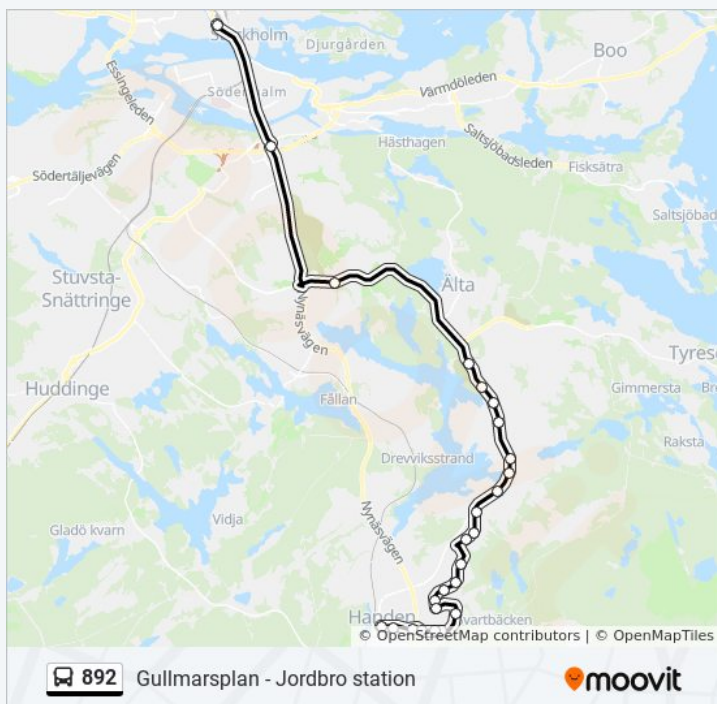 Stockholm
Djurgården
Boo
Essingeleden
Södermalm
Värmdöleden
Hästhagen
Saltsjöbadsleden
Fisksätra
Södertäljevägen
Saltsjöbad
Stuvsta-
Snättringe
Nynäsvägen
Älta
Tyresö
Huddinge
Gimmersta
Br
Fållan
Raksta
Drevviksstrand
Nynäsvägen
Vidja
Gladö kvarn
Handen
Svartbäcken
© OpenStreetMap contributors | © OpenMapTiles
892 Gullmarsplan - Jordbro station
moovit